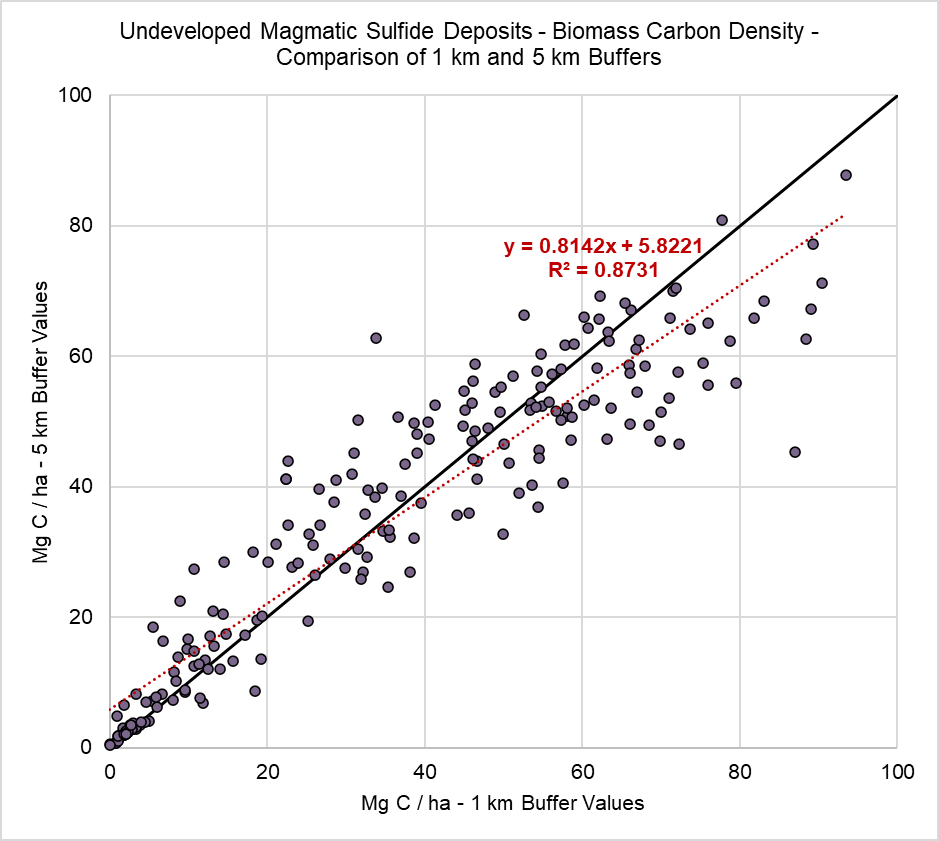 Undeveloped Magmatic Sulfide Deposits - Biomass Carbon Density -
Comparison of 1 km and 5 km Buffers
100
80
60
40
20
0
Mg C / ha - 5 km Buffer Values
y = 0.8142x + 5.8221
R² = 0.8731
0 20 40 60 80 100
Mg C / ha - 1 km Buffer Values